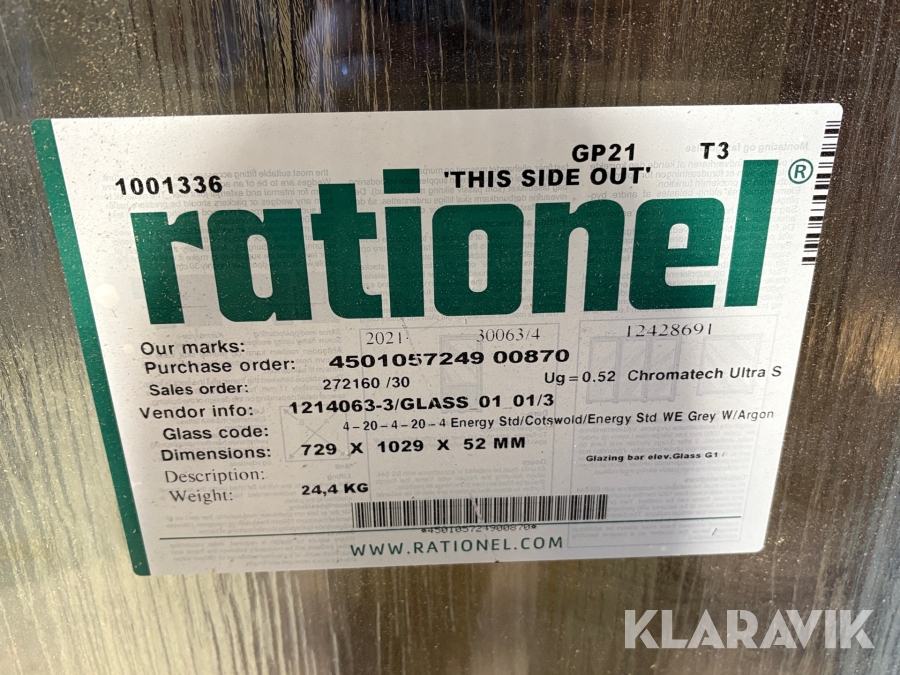 GP21 T3
1001336 'THIS SIDE OUT'
rationel®
Our marks: 2021- 30063/4 12428691
Purchase order: 4501057249 00870
Sales order: 272160 /30 Ug=0.52 Chromatech Ultra S
Vendor info: 1214063-3/GLASS 01 01/3
Glass code: 4-20-4-20-4 Energy Std/Cotswold/Energy Std WE Grey W/Argon
Dimensions: 729 X 1029 X 52 MM
Glazing bar elev.Glass G1 /
Description:
Weight: 24,4 KG
*450105724900870*
WWW.RATIONEL.COM
KLARAVIK